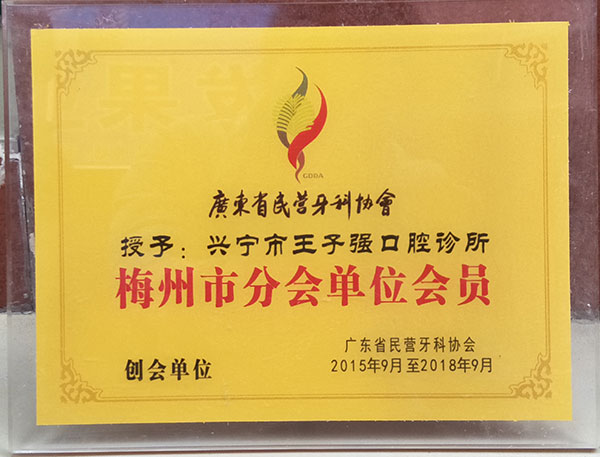 GDDA
廣東省民营牙科协會
授予：兴宁市王子强口腔诊所
梅州市分会单位会员
广东省民营牙科协会
创会单位
2015年9月至2018年9月